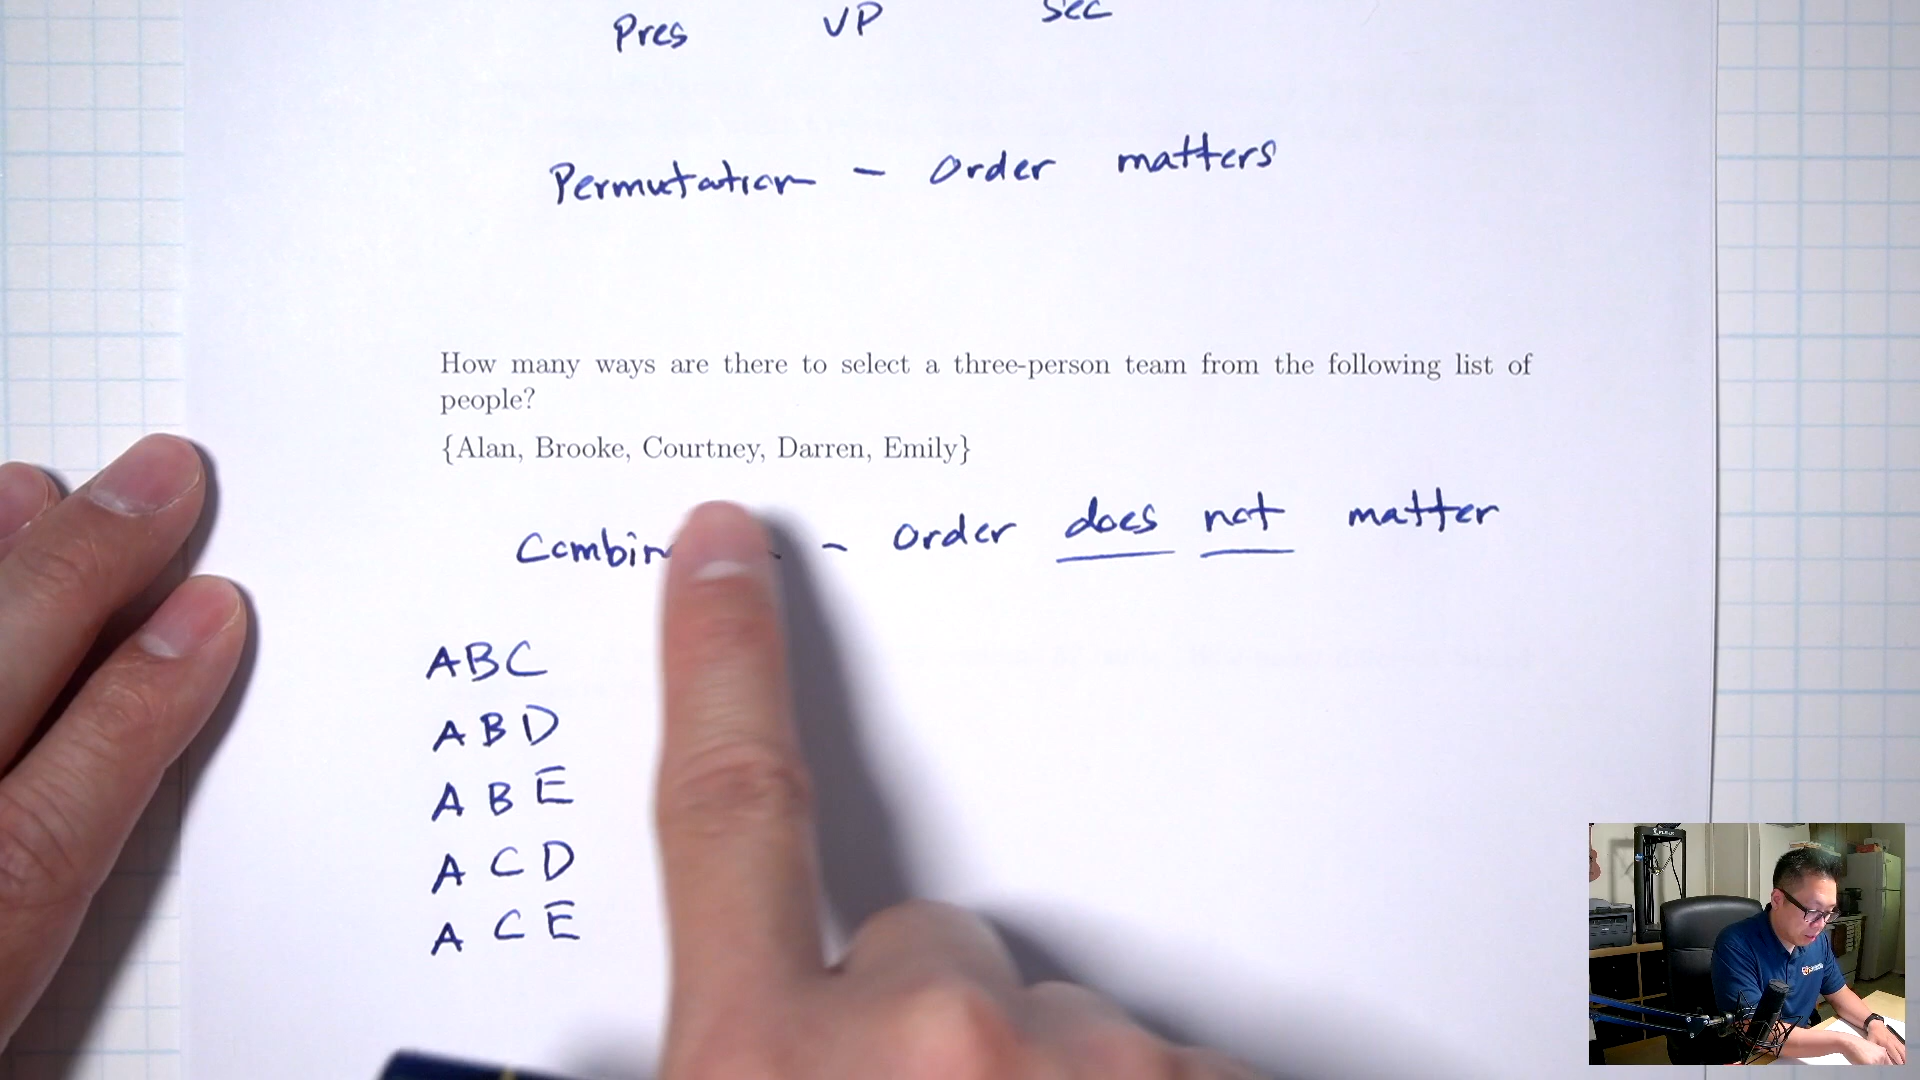 Pres VP Sec
Permutation - Order matters
How many ways are there to select a three-person team from the following list of
people?
{Alan, Brooke, Courtney, Darren, Emily}
Combin - Order does not matter
ABC
ABD
ABE
ACD
ACE